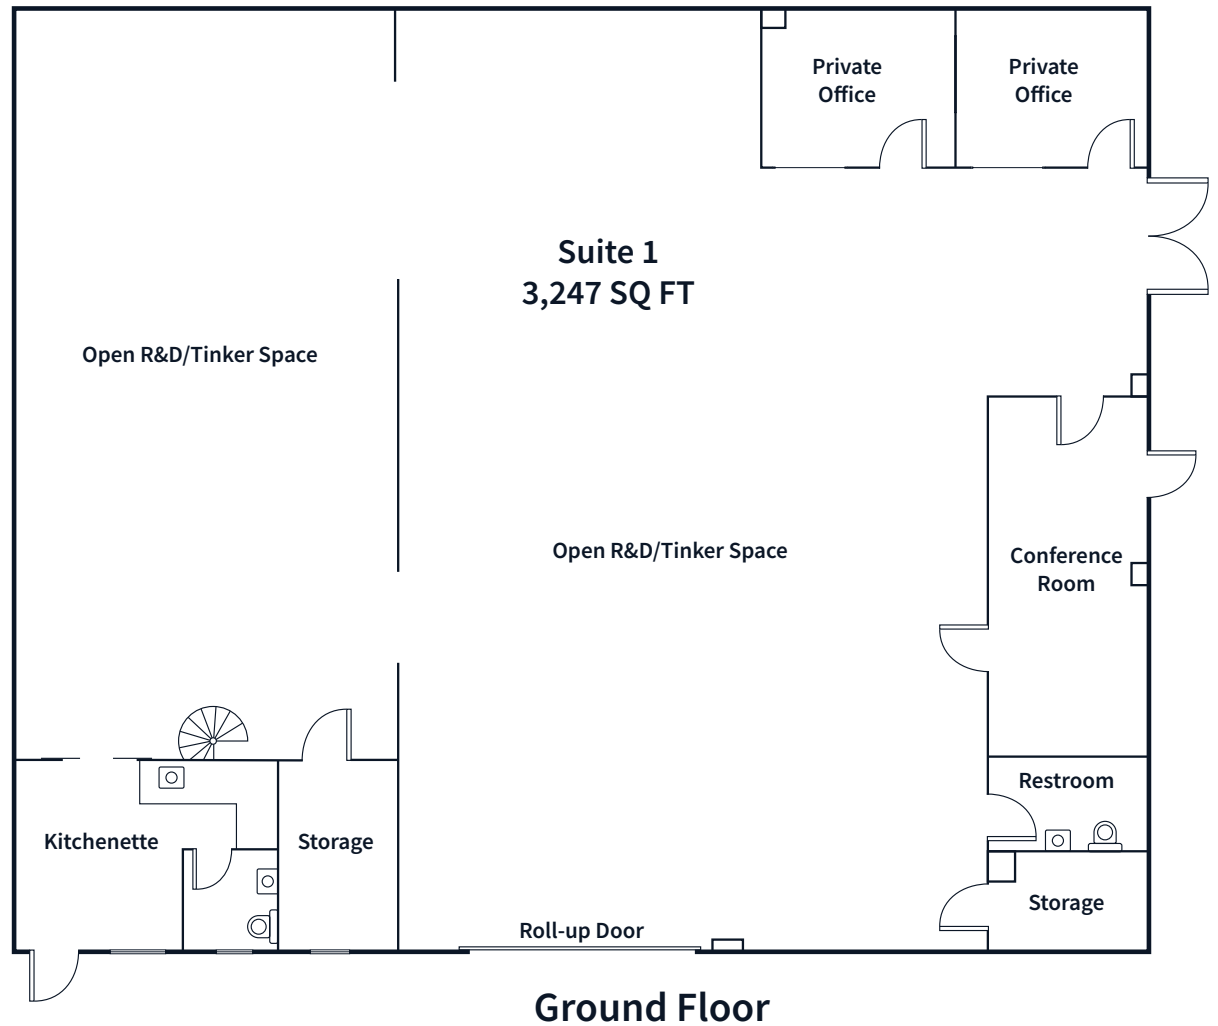 Private
Office
Private
Office
Suite 1
3,247 SQ FT
Open R&D/Tinker Space
Open R&D/Tinker Space
Conference
Room
Restroom
Kitchenette
Storage
Storage
Roll-up Door
Ground Floor